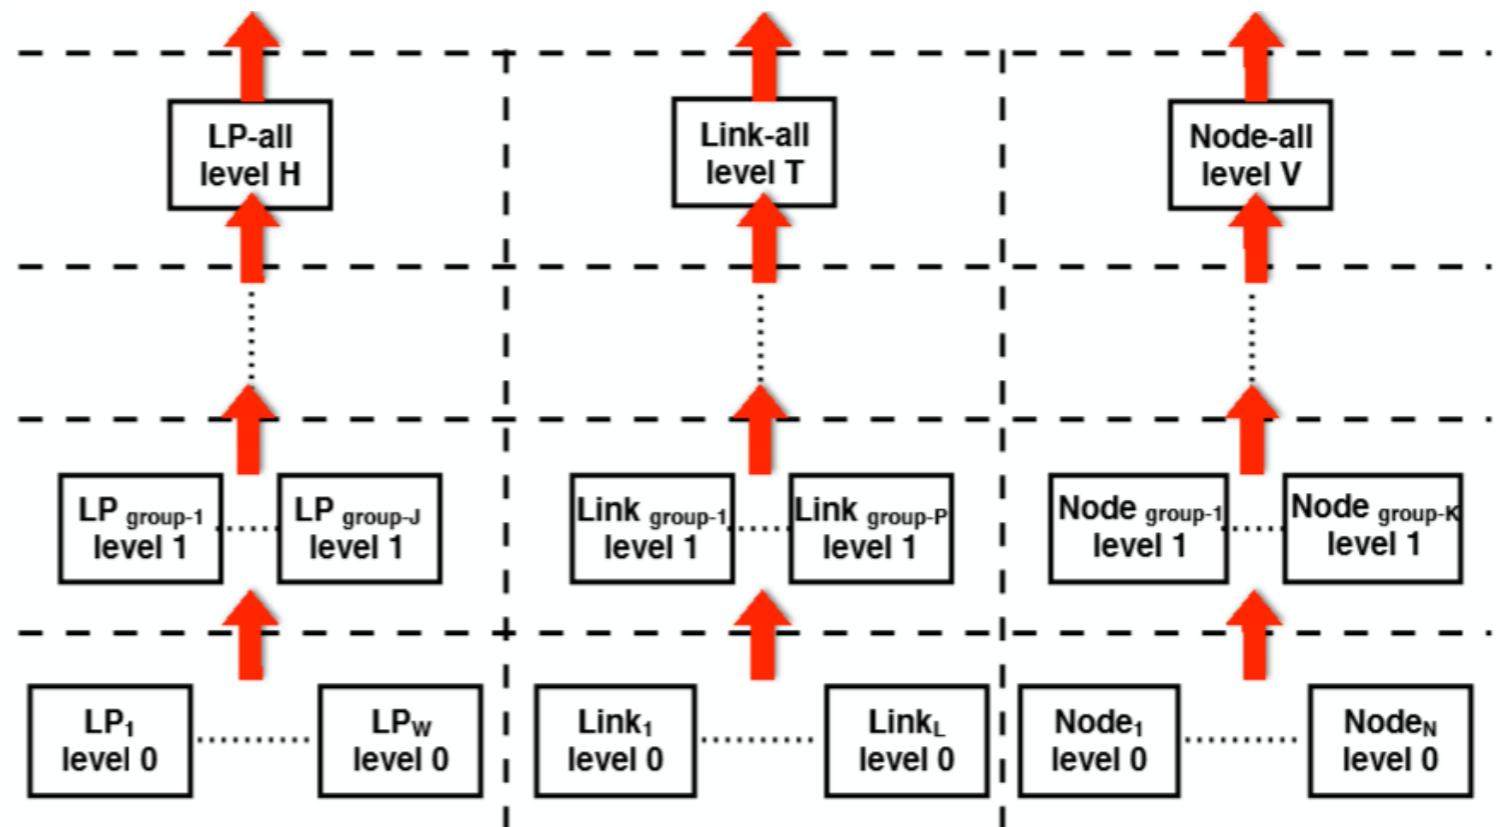 LP-all
level H
Link-all
level T
Node-all
level V
LP group-1
level 1
LP group-J
level 1
Link group-1
level 1
Link group-P
level 1
Node group-1
level 1
Node group-K
level 1
LP1
level 0
LPW
level 0
Link1
level 0
LinkL
level 0
Node1
level 0
NodeN
level 0